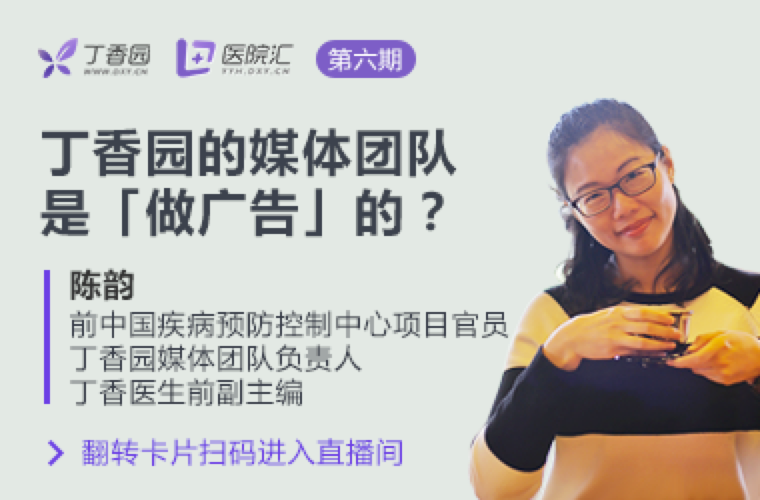 丁香园
WWW.DXY.CN
医院汇
YYH.DXY.CN
第六期
丁香园的媒体团队
是「做广告」的？
陈韵
前中国疾病预防控制中心项目官员
丁香园媒体团队负责人
丁香医生前副主编
翻转卡片扫码进入直播间